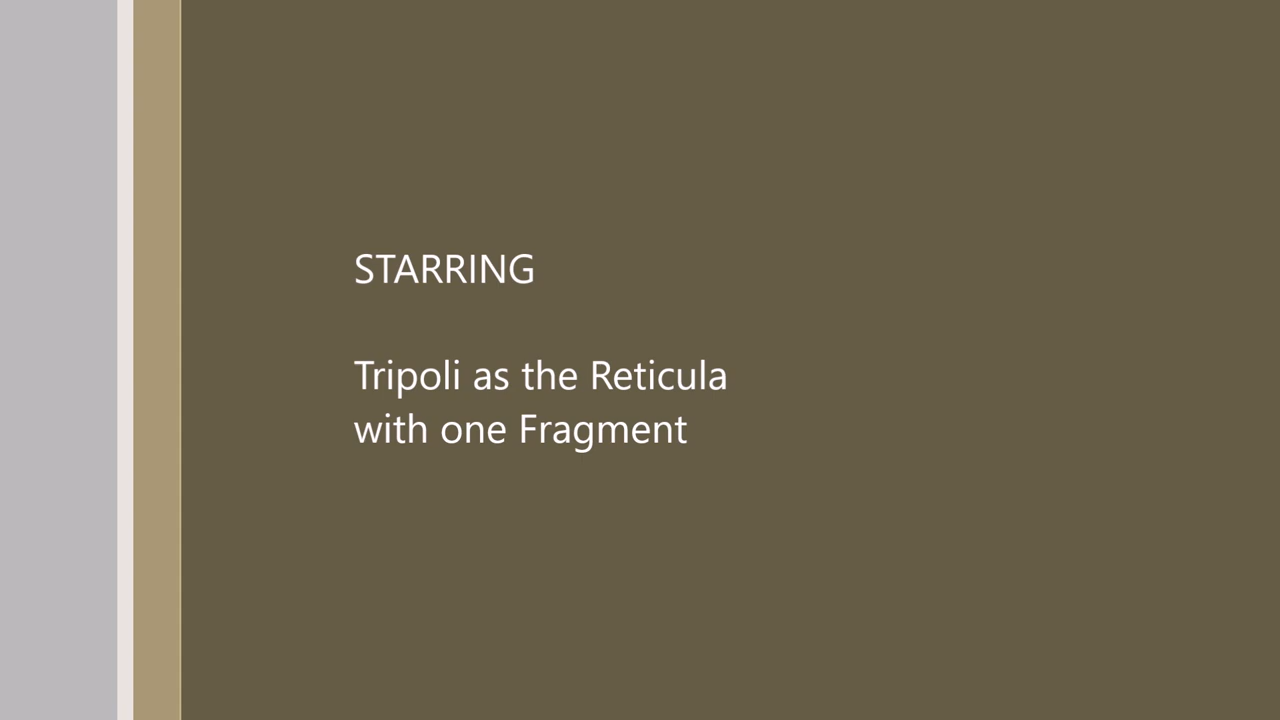 STARRING
Tripoli as the Reticula
with one Fragment